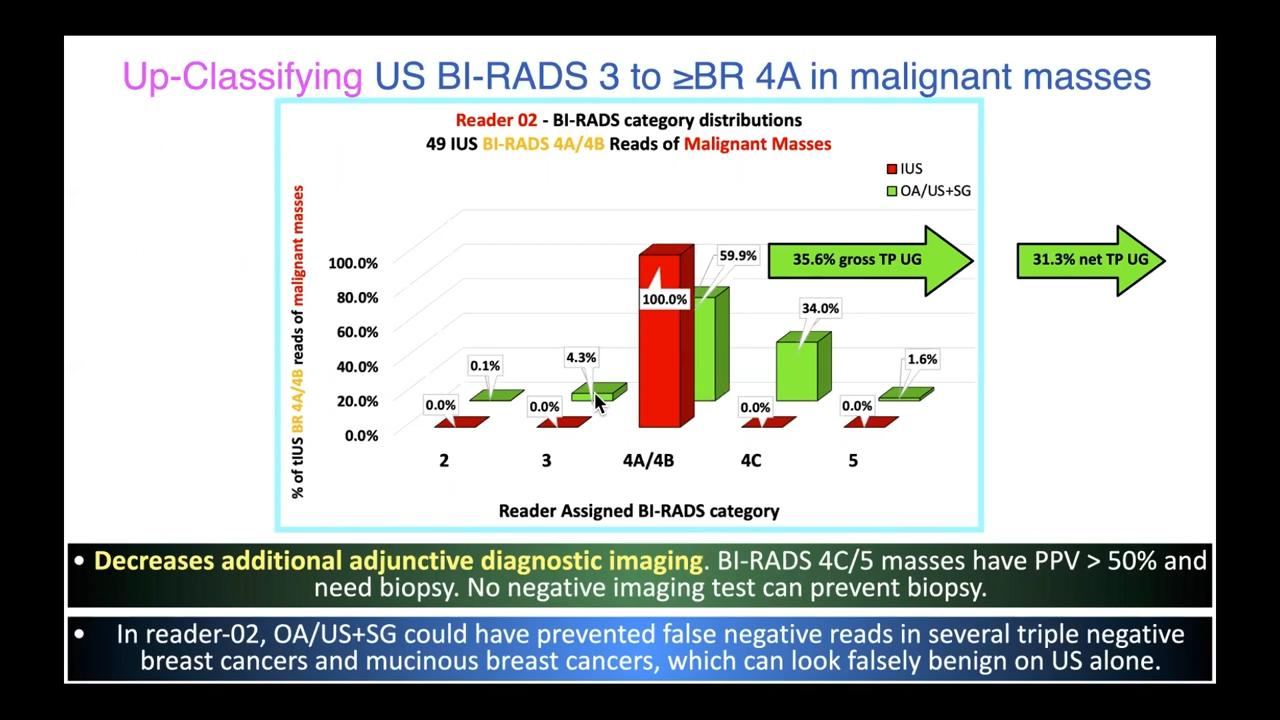 Up-Classifying US BI-RADS 3 to ≥BR 4A in malignant masses
Reader 02 - BI-RADS category distributions
49 IUS BI-RADS 4A/4B Reads of Malignant Masses
IUS
OA/US+SG
% of tIUS BR 4A/4B reads of malignant masses
100.0%
80.0%
60.0%
40.0%
20.0%
0.0%
0.0%
0.1%
0.0%
4.3%
100.0%
59.9%
0.0%
34.0%
0.0%
1.6%
35.6% gross TP UG
31.3% net TP UG
2
3
4A/4B
4C
5
Reader Assigned BI-RADS category
• Decreases additional adjunctive diagnostic imaging. BI-RADS 4C/5 masses have PPV > 50% and
need biopsy. No negative imaging test can prevent biopsy.
• In reader-02, OA/US+SG could have prevented false negative reads in several triple negative
breast cancers and mucinous breast cancers, which can look falsely benign on US alone.